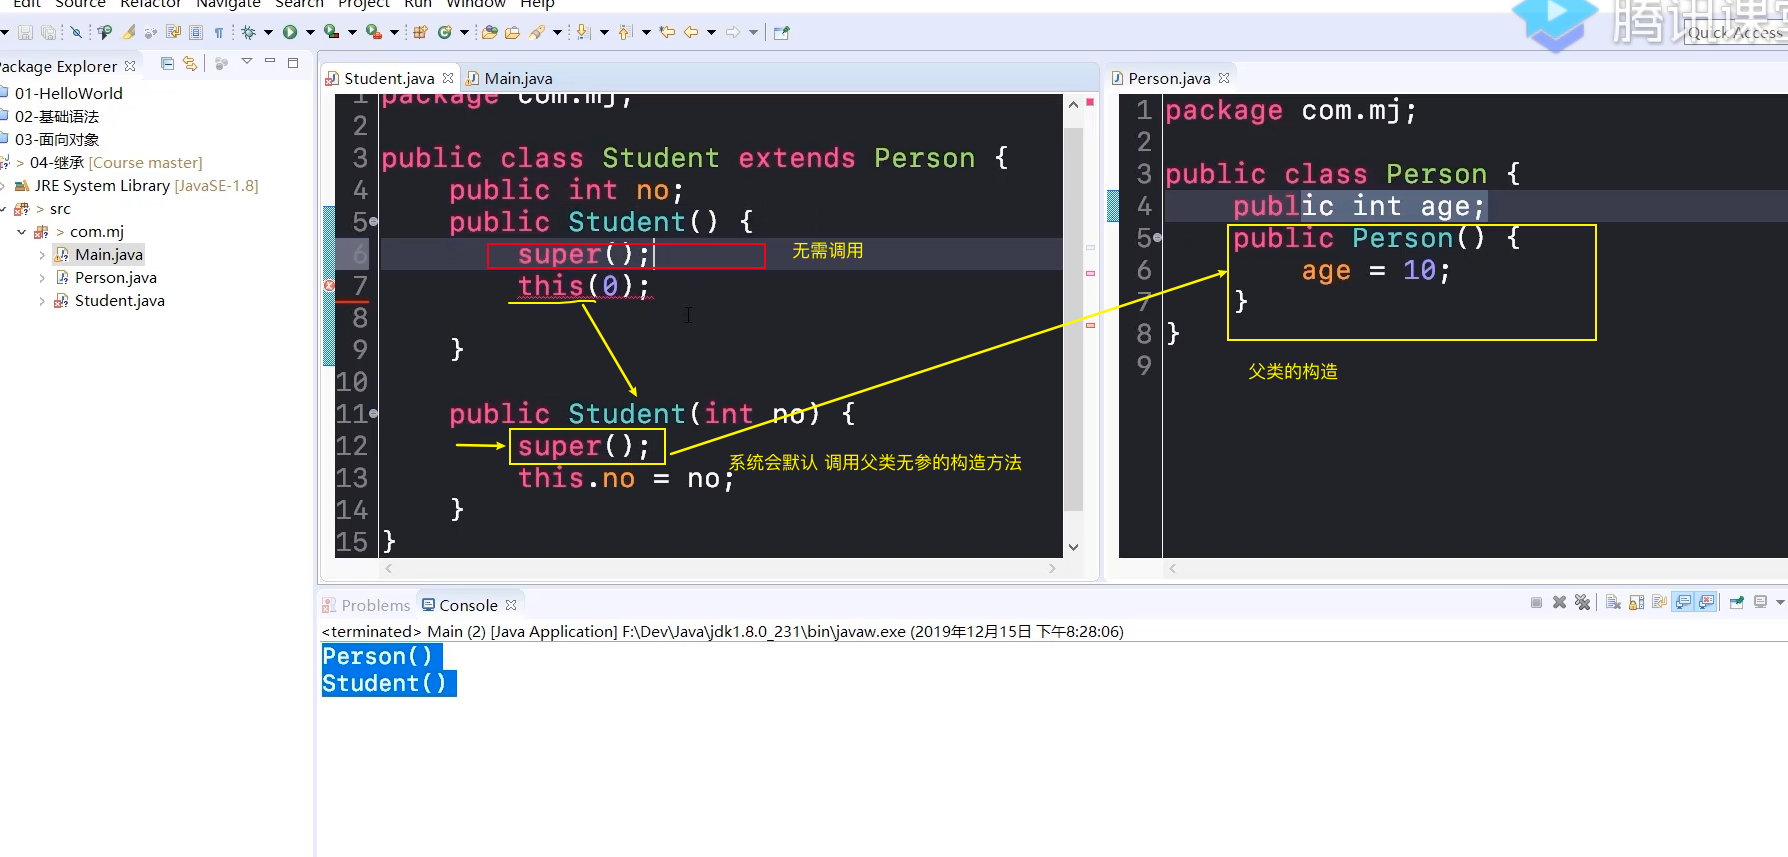 Edit Source Refactor Navigate Search Project Run Window Help
腾讯课堂
Quick Access
Package Explorer
01-HelloWorld
02-基础语法
03-面向对象
> 04-继承 [Course master]
JRE System Library [JavaSE-1.8]
> src
> com.mj
Main.java
Person.java
Student.java
Student.java Main.java
1 package com.mj;
2
3 public class Student extends Person {
4 public int no;
5 public Student() {
6 super(); 无需调用
7 this(0);
8
9 }
10
11 public Student(int no) {
12 super();
系统会默认 调用父类无参的构造方法
13 this.no = no;
14 }
15 }
Person.java
1 package com.mj;
2
3 public class Person {
4 public int age;
5 public Person() {
6 age = 10;
7 }
8 }
9
父类的构造
Problems Console
<terminated> Main (2) [Java Application] F:\Dev\Java\jdk1.8.0_231\bin\javaw.exe (2019年12月15日 下午8:28:06)
Person()
Student()